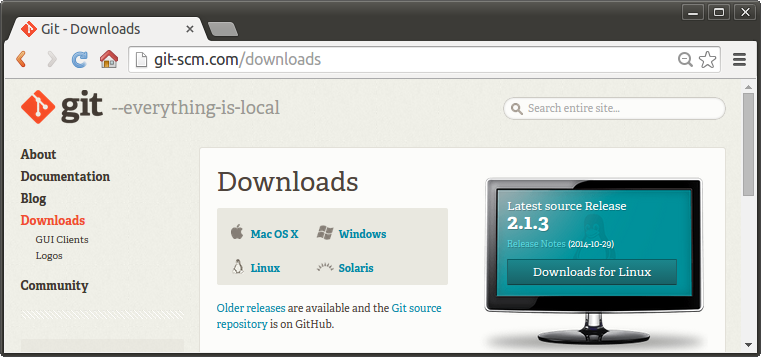 Git - Downloads
git-scm.com/downloads
git --everything-is-local
Search entire site...
About
Documentation
Blog
Downloads
GUI Clients
Logos
Community
Downloads
Mac OS X
Windows
Linux
Solaris
Older releases are available and the Git source
repository is on GitHub.
Latest source Release
2.1.3
Release Notes (2014-10-29)
Downloads for Linux